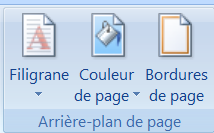 Filigrane Couleur Bordures
de page de page
Arrière-plan de page